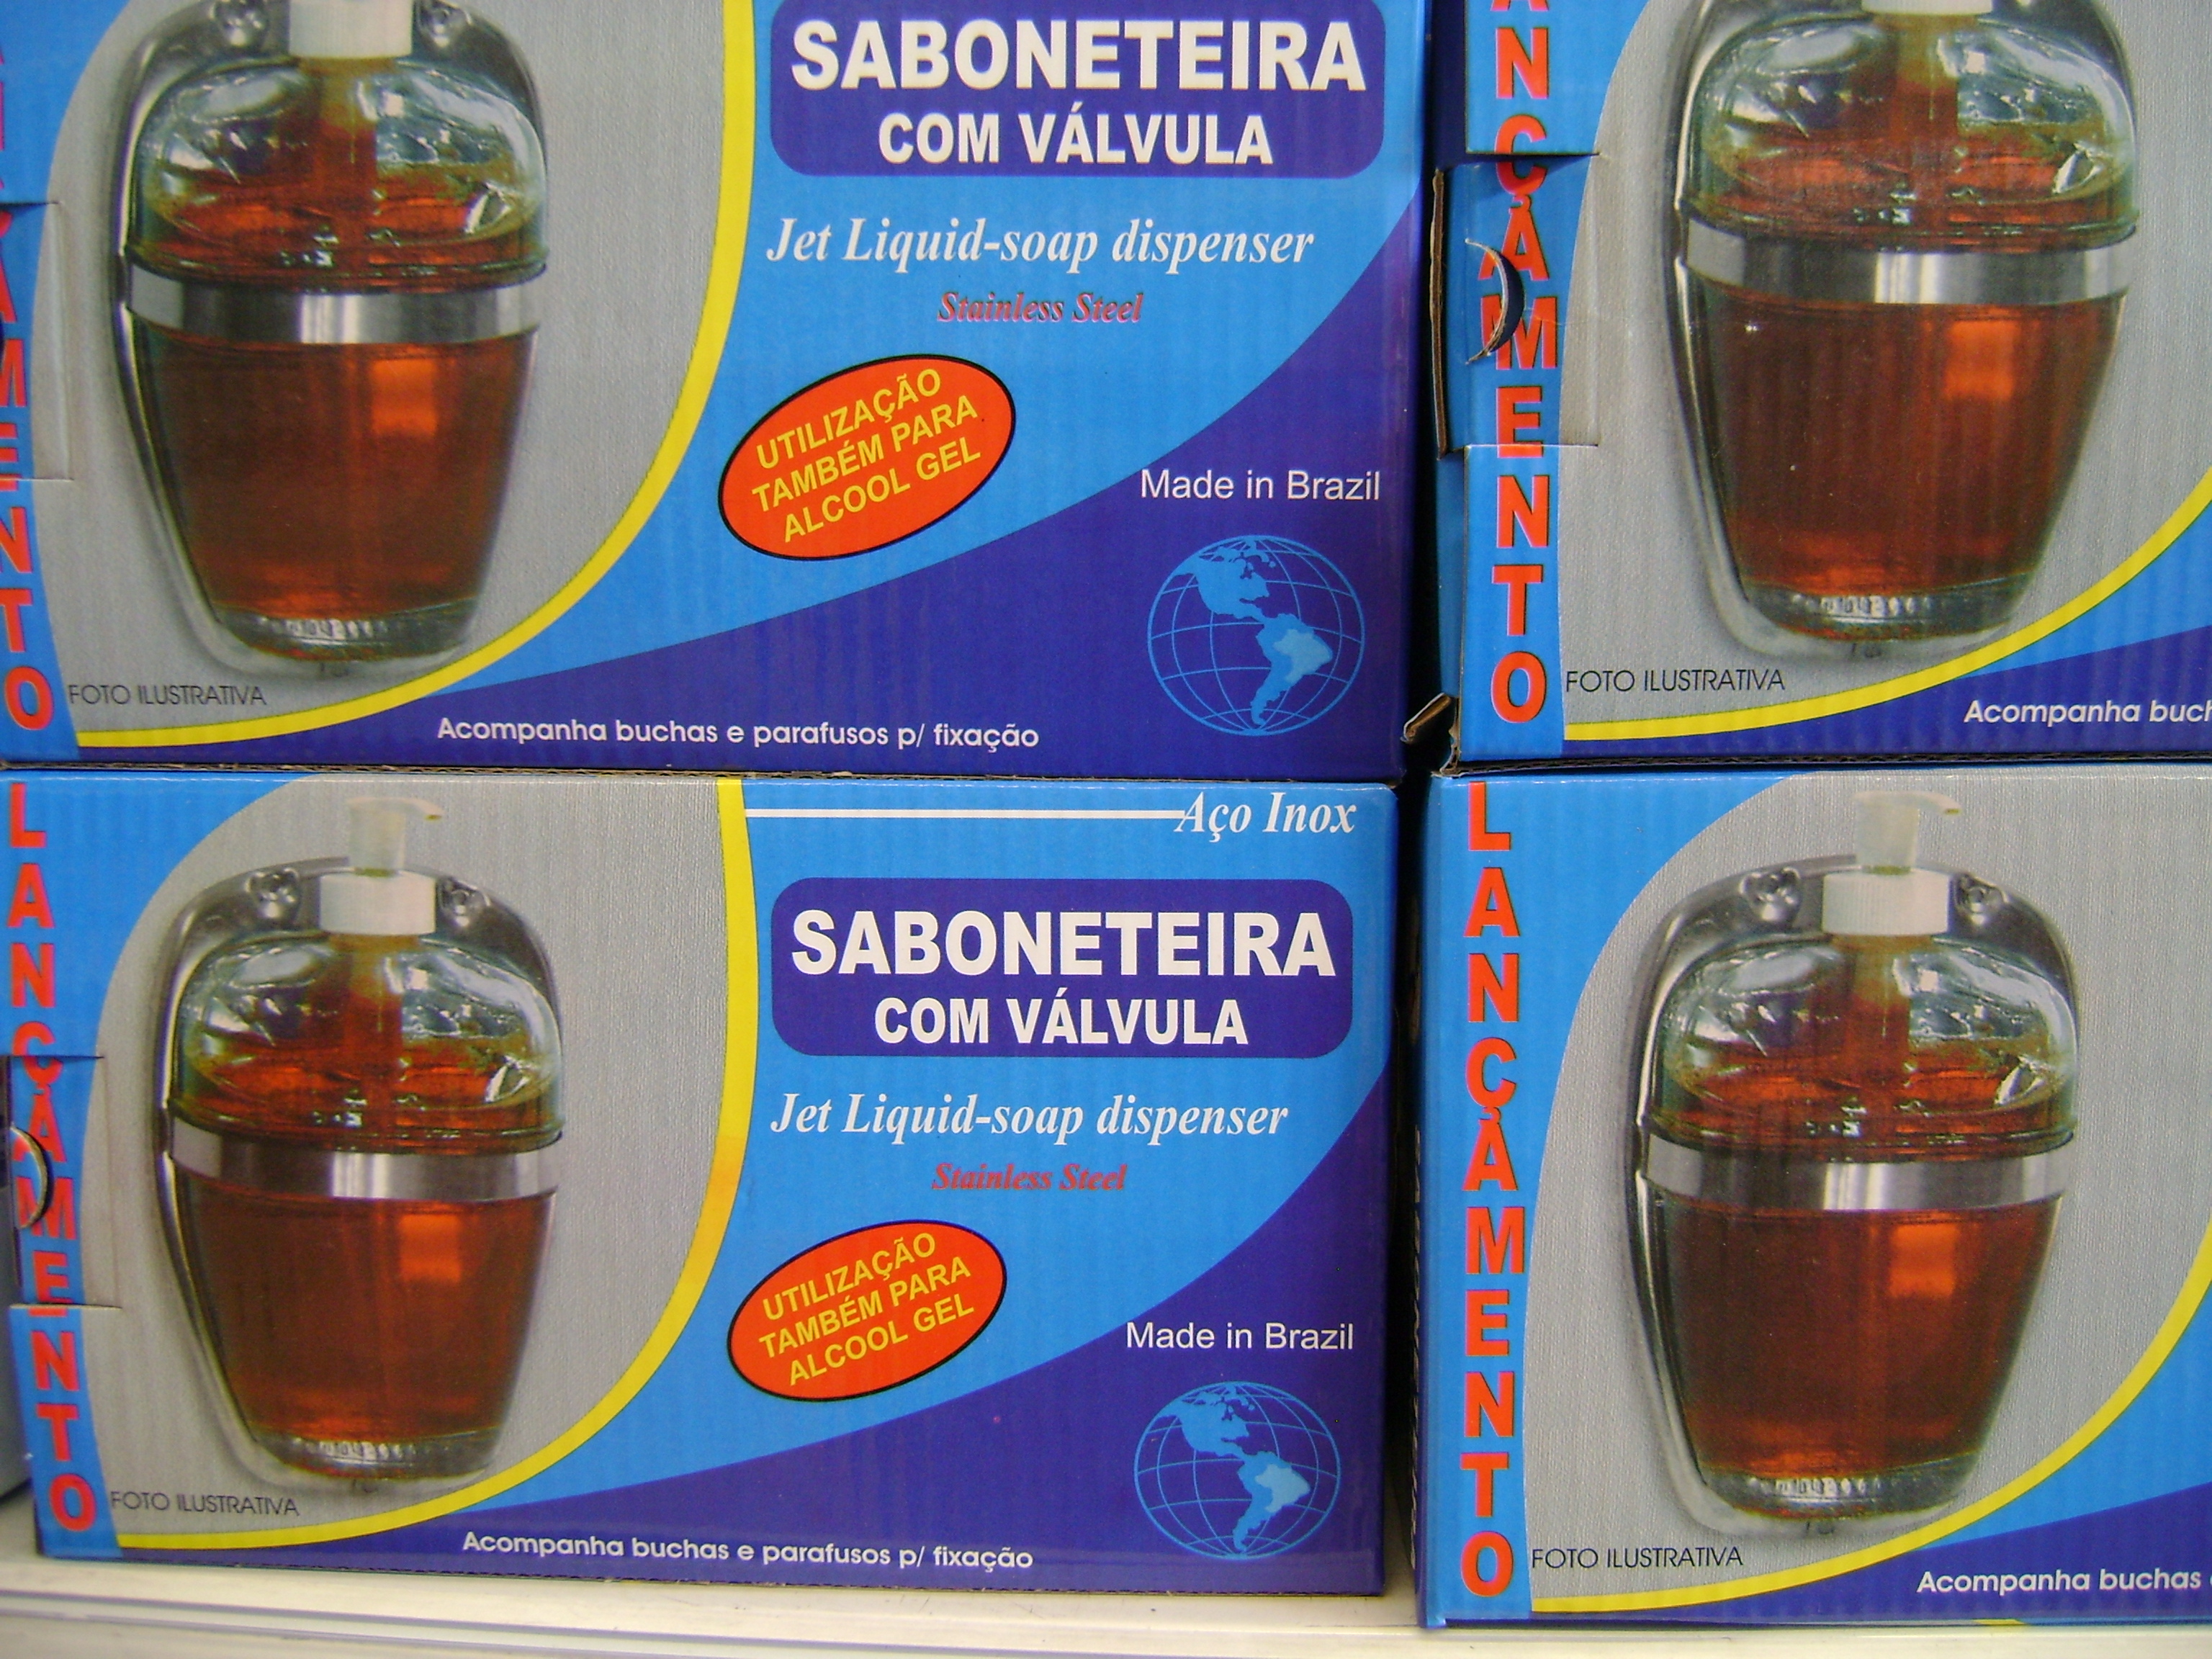 SABONETEIRA
COM VÁLVULA
Jet Liquid-soap dispenser
Stainless Steel
UTILIZAÇÃO
TAMBÉM PARA
ALCOOL GEL
Made in Brazil
FOTO ILUSTRATIVA
Acompanha buchas e parafusos p/ fixação
LANÇAMENTO
FOTO ILUSTRATIVA
Acompanha
LANÇAMENTO
Aço Inox
SABONETEIRA
COM VÁLVULA
Jet Liquid-soap dispenser
Stainless Steel
UTILIZAÇÃO
TAMBÉM PARA
ALCOOL GEL
Made in Brazil
FOTO ILUSTRATIVA
Acompanha buchas e parafusos p/ fixação
LANÇAMENTO
FOTO ILUSTRATIVA
Acompanha buchas